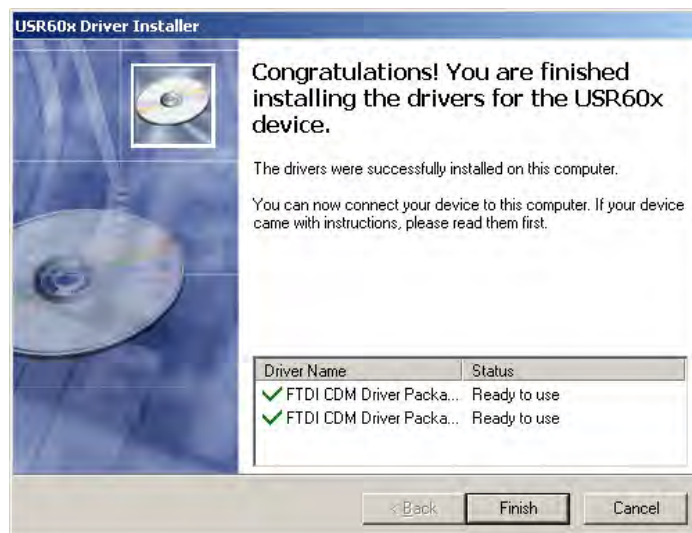 USR60x Driver Installer
Congratulations! You are finished
installing the drivers for the USR60x
device.
The drivers were successfully installed on this computer.
You can now connect your device to this computer. If your device
came with instructions, please read them first.
Driver Name Status
FTDI CDM Driver Packa... Ready to use
FTDI CDM Driver Packa... Ready to use
< Back Finish Cancel